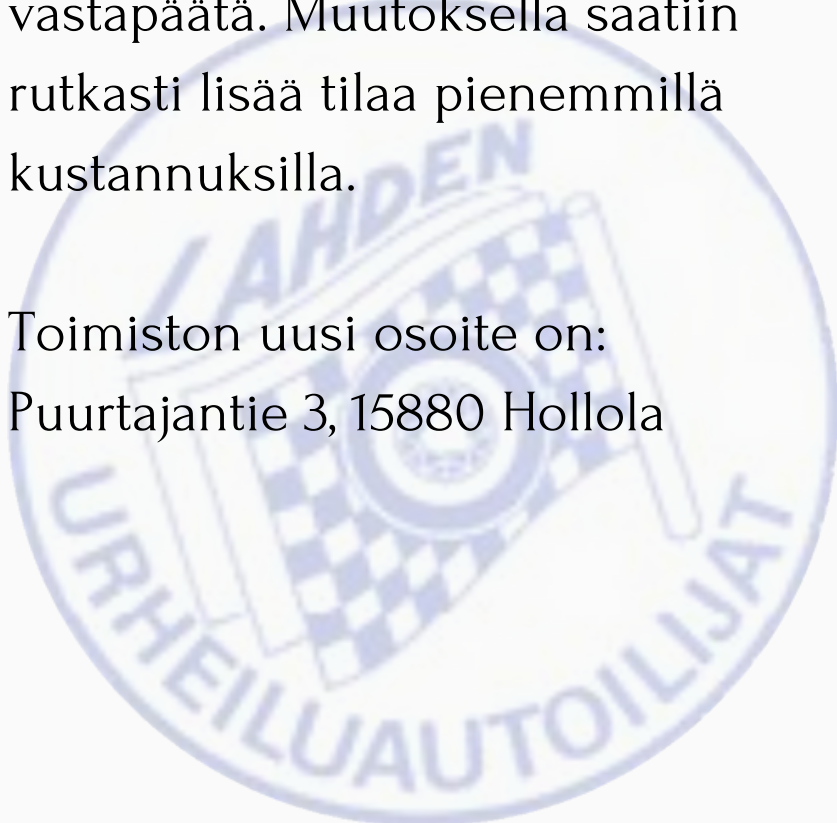 vastapäätä. Muutoksella saatiin
rutkasti lisää tilaa pienemmillä
kustannuksilla.
LAHDEN
Toimiston uusi osoite on:
Puurtajantie 3, 15880 Hollola
URHEILUAUTOILIJAT